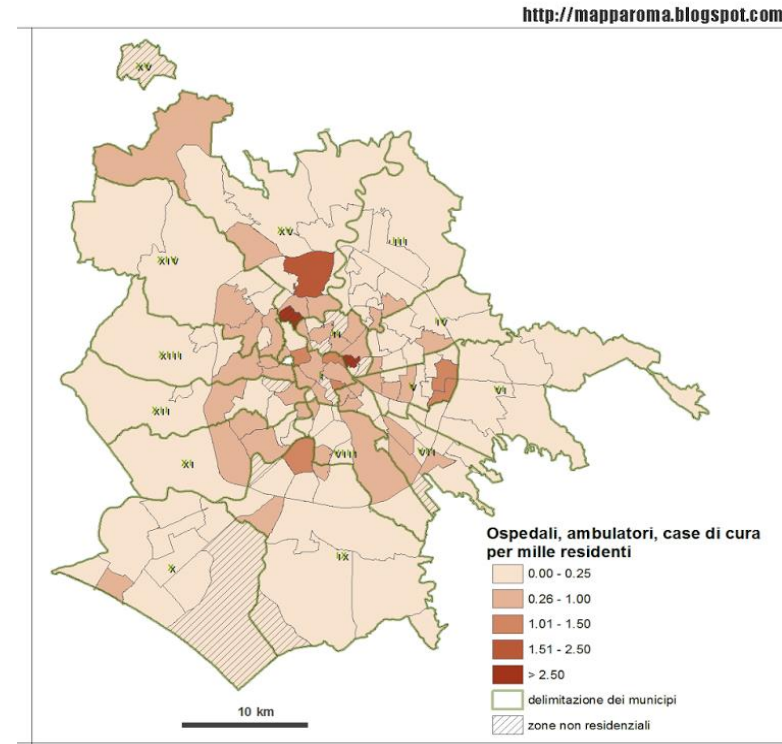 http://mapparoma.blogspot.com
XV
XV
III
XIV
II
IV
XIII
I
V
VI
XII
VIII
VII
XI
IX
X
Ospedali, ambulatori, case di cura
per mille residenti
0.00 - 0.25
0.26 - 1.00
1.01 - 1.50
1.51 - 2.50
> 2.50
delimitazione dei municipi
zone non residenziali
10 km